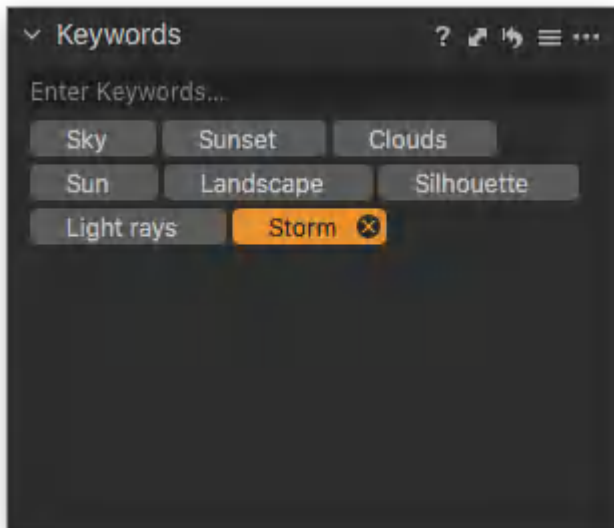 Keywords ? ...
Enter Keywords...
Sky Sunset Clouds
Sun Landscape Silhouette
Light rays Storm